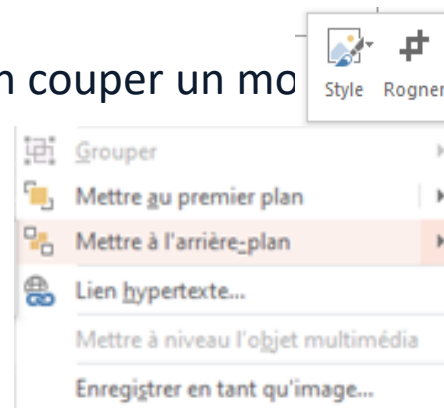 n couper un mo
Style Rogner
Grouper
Mettre au premier plan
Mettre à l'arrière-plan
Lien hypertexte...
Mettre à niveau l'objet multimédia
Enregistrer en tant qu'image...